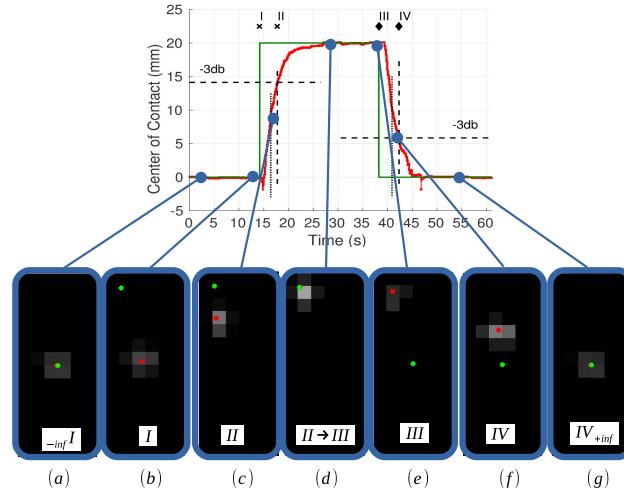 I II III IV
25
20
15
10
5
0
-5
Center of Contact (mm)
-3db
-3db
0 5 10 15 20 25 30 35 40 45 50 55 60
Time (s)
-inf I
I
II
II→III
III
IV
IV +inf
(a) (b) (c) (d) (e) (f) (g)